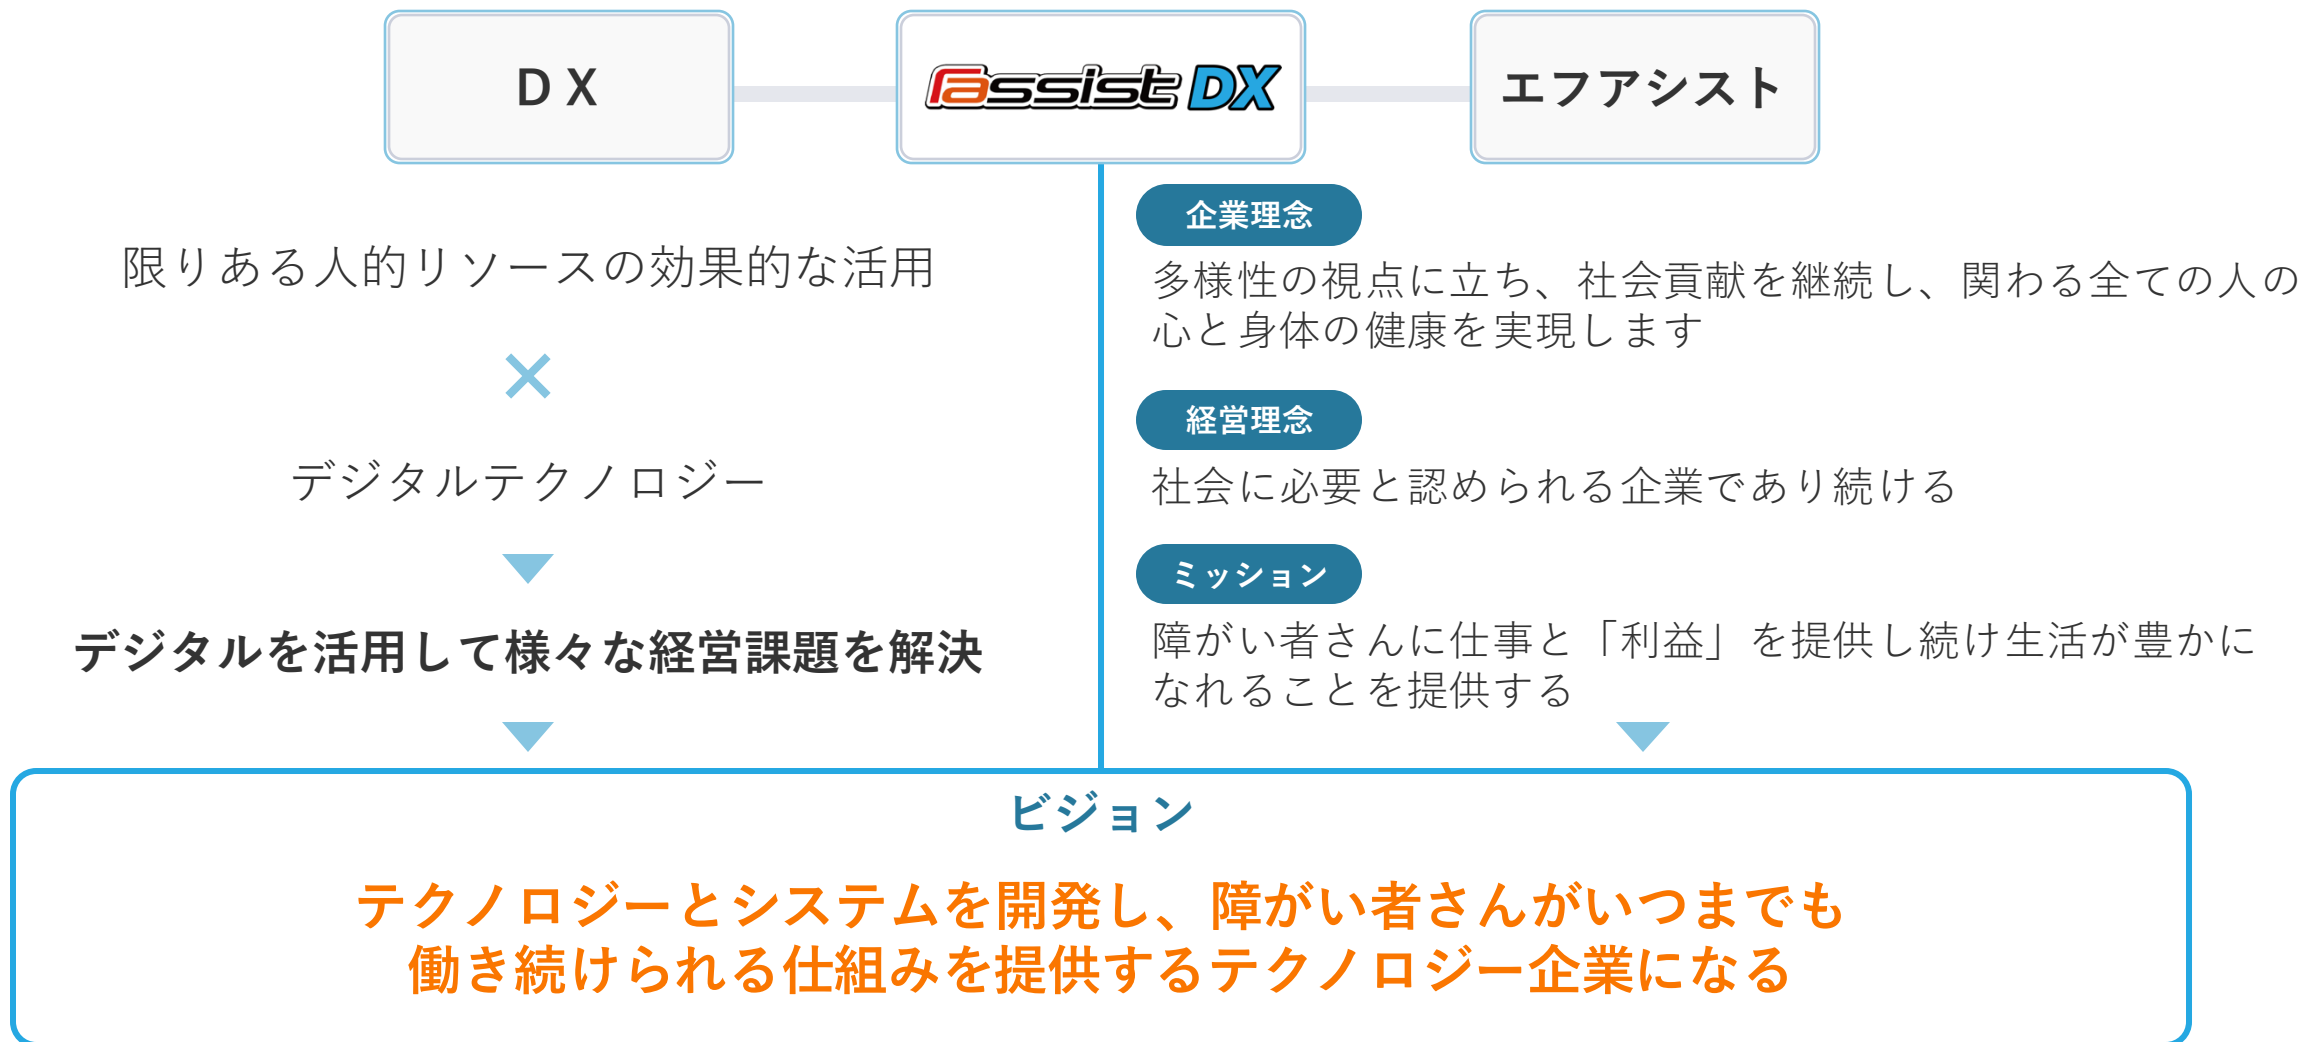 DX
fassist DX
エフアシスト
限りある人的リソースの効果的な活用
×
デジタルテクノロジー
デジタルを活用して様々な経営課題を解決
企業理念
多様性の視点に立ち、社会貢献を継続し、関わる全ての人の
心と身体の健康を実現します
経営理念
社会に必要と認められる企業であり続ける
ミッション
障がい者さんに仕事と「利益」を提供し続け生活が豊かに
なれることを提供する
ビジョン
テクノロジーとシステムを開発し、障がい者さんがいつまでも
働き続けられる仕組みを提供するテクノロジー企業になる